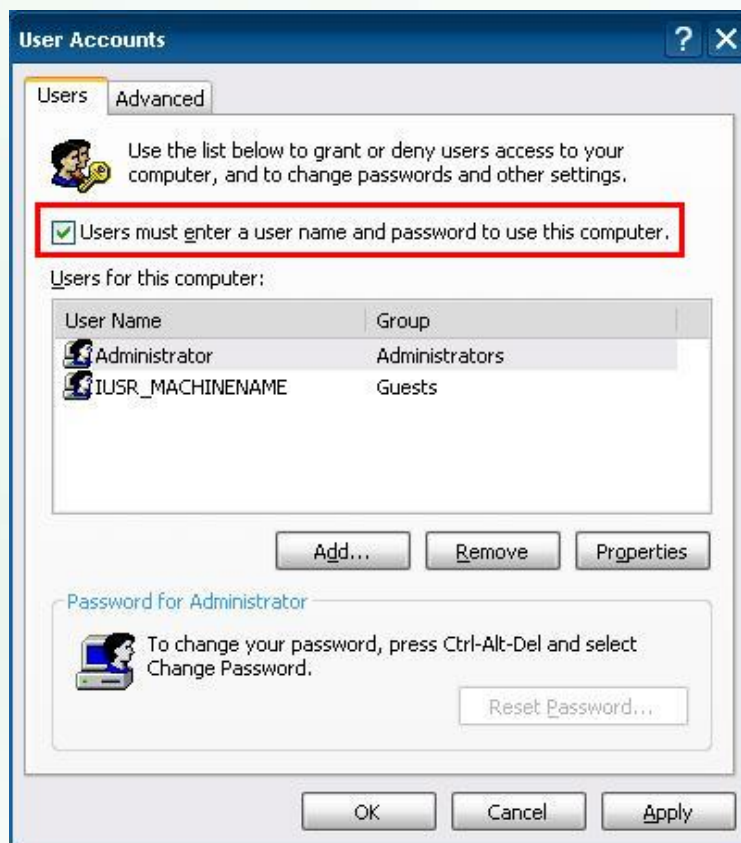 User Accounts
Users
Advanced
Use the list below to grant or deny users access to your
computer, and to change passwords and other settings.
Users must enter a user name and password to use this computer.
Users for this computer:
User Name Group
Administrator Administrators
IUSR_MACHINENAME Guests
Add... Remove Properties
Password for Administrator
To change your password, press Ctrl-Alt-Del and select
Change Password.
Reset Password...
OK Cancel Apply